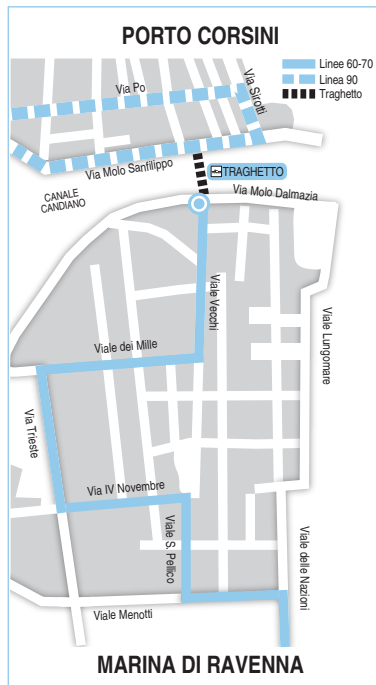 PORTO CORSINI
Linee 60-70
Linea 90
Traghetto
Via Po
Via Sirotti
Via Molo Sanfilippo
TRAGHETTO
CANALE
CANDIANO
Via Molo Dalmazia
Viale Vecchi
Viale Lungomare
Viale dei Mille
Via Trieste
Via IV Novembre
Viale S. Pellico
Viale delle Nazioni
Viale Menotti
MARINA DI RAVENNA